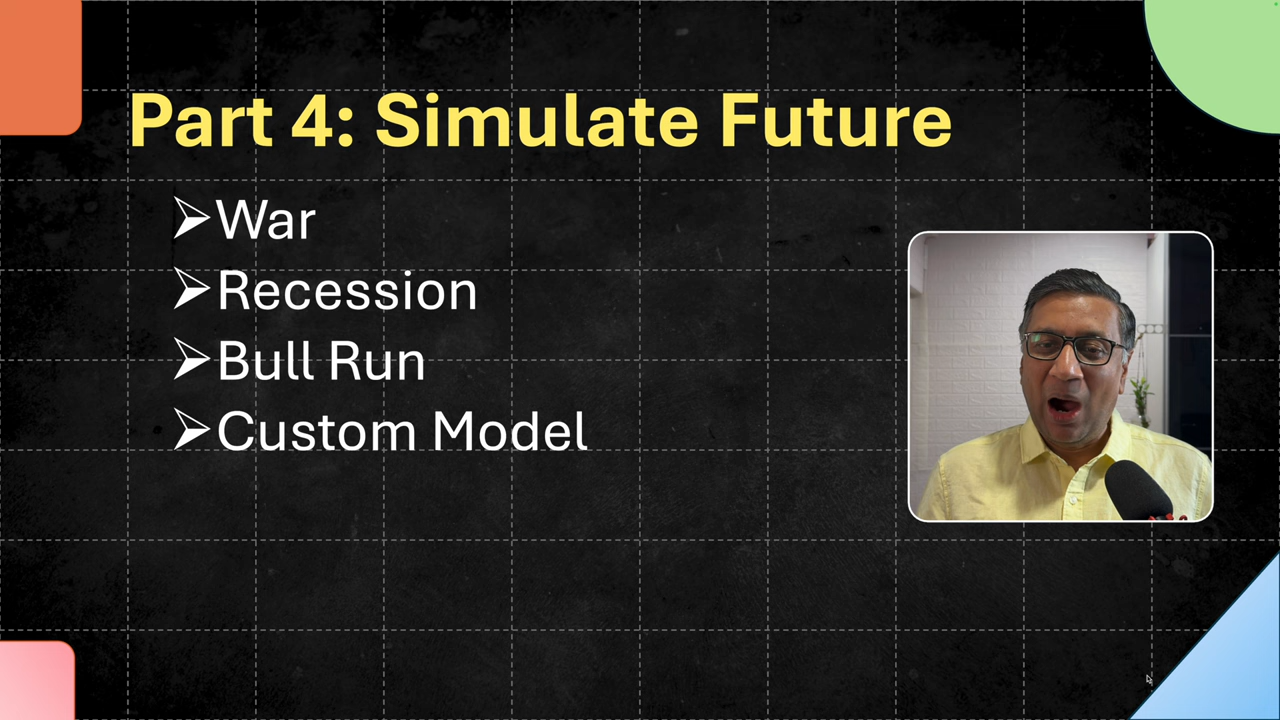 Part 4: Simulate Future
➢War
➢Recession
➢Bull Run
➢Custom Model